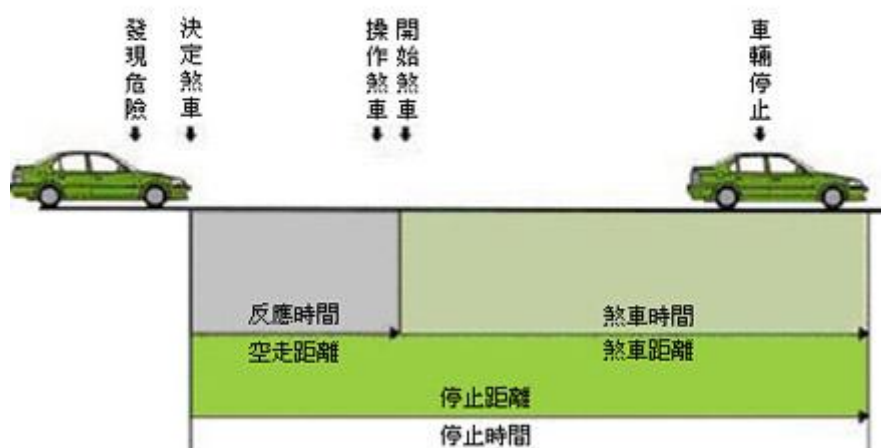 發現危險
決定煞車
操作煞車
開始煞車
車輛停止
反應時間
煞車時間
空走距離
煞車距離
停止距離
停止時間